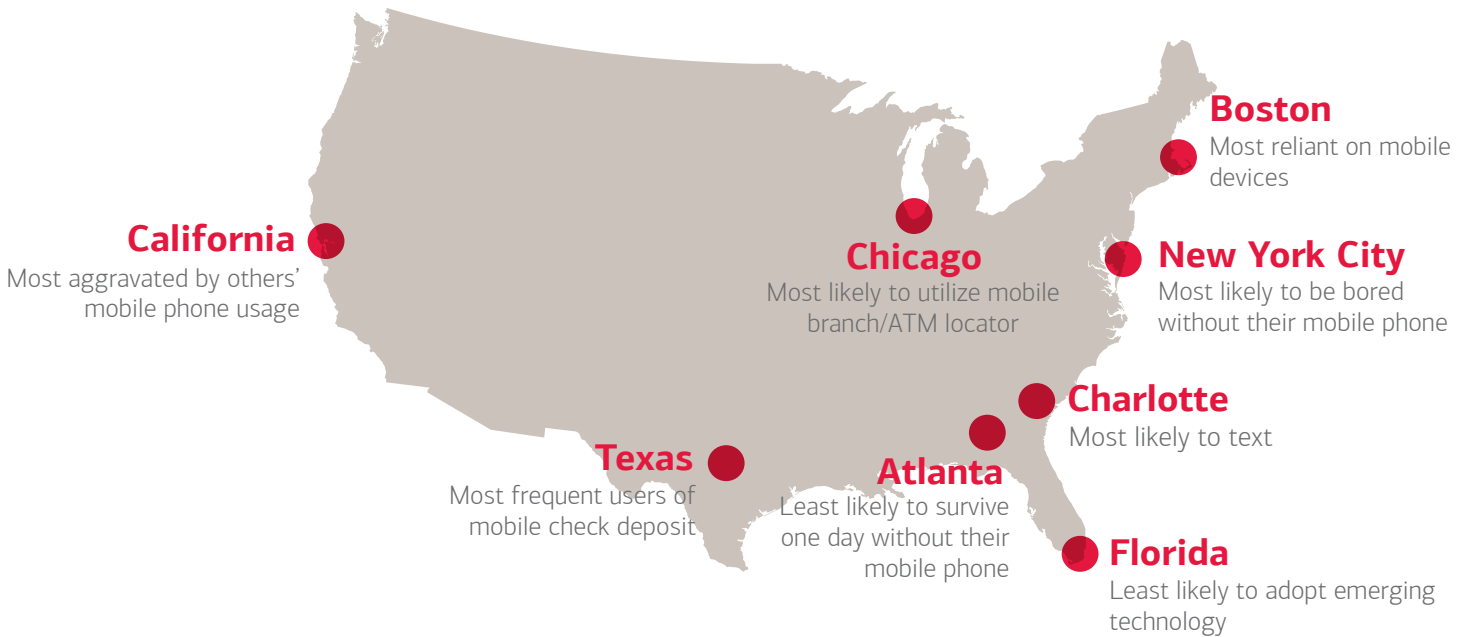 Boston
Most reliant on mobile
devices
California
Most aggravated by others’
mobile phone usage
Chicago
Most likely to utilize mobile
branch/ATM locator
New York City
Most likely to be bored
without their mobile phone
Charlotte
Most likely to text
Texas
Most frequent users of
mobile check deposit
Atlanta
Least likely to survive
one day without their
mobile phone
Florida
Least likely to adopt emerging
technology